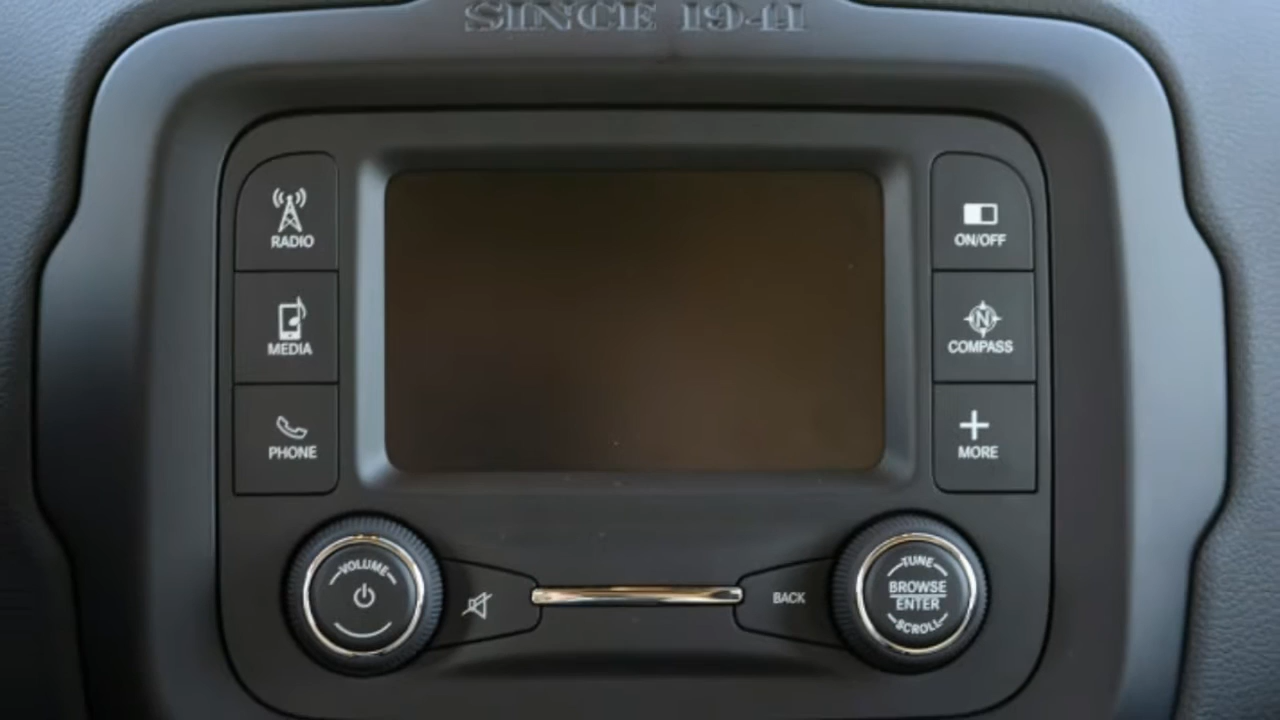 SINCE 1941
RADIO
MEDIA
PHONE
ON/OFF
N
COMPASS
MORE
VOLUME
BACK
TUNE
BROWSE
ENTER
SCROLL